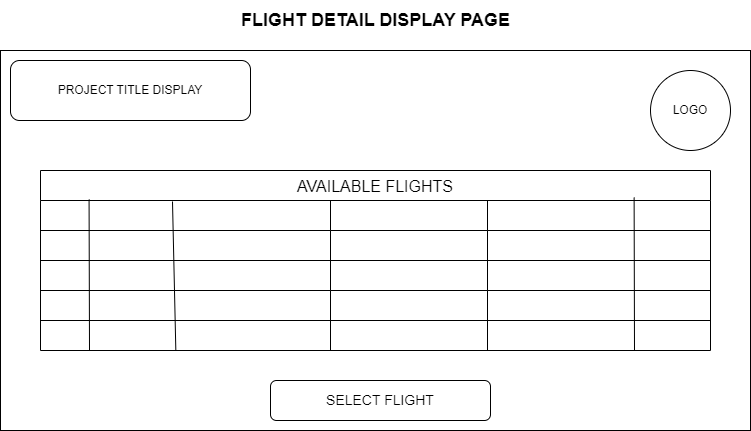 FLIGHT DETAIL DISPLAY PAGE
PROJECT TITLE DISPLAY
LOGO
AVAILABLE FLIGHTS
SELECT FLIGHT